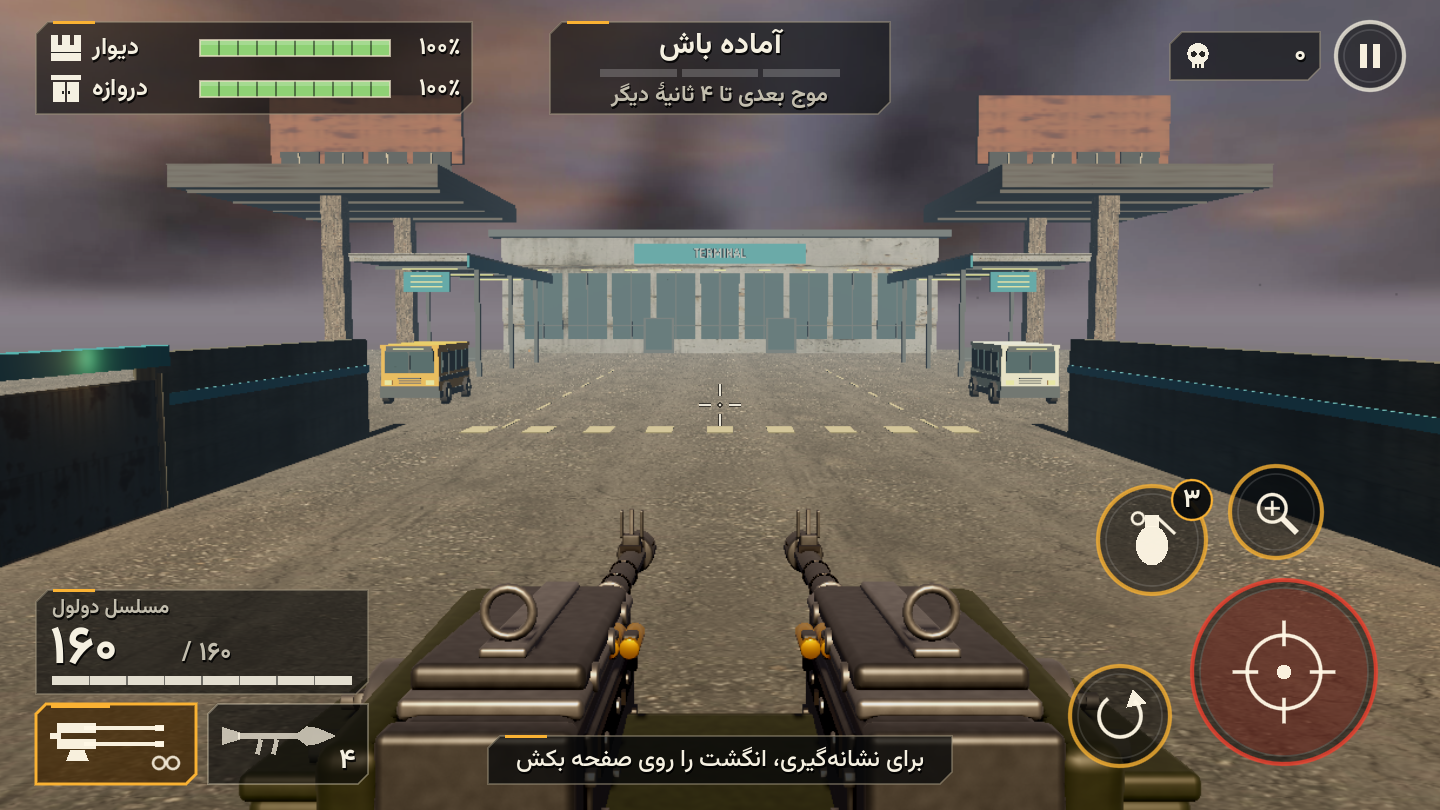 دیوار ۱۰۰٪
دروازه ۱۰۰٪
آماده باش
موج بعدی تا ۴ ثانیهٔ دیگر
۰
TERMINAL
۳
مسلسل دولول
۱۶۰ / ۱۶۰
∞
۴
برای نشانه‌گیری، انگشت را روی صفحه بکش